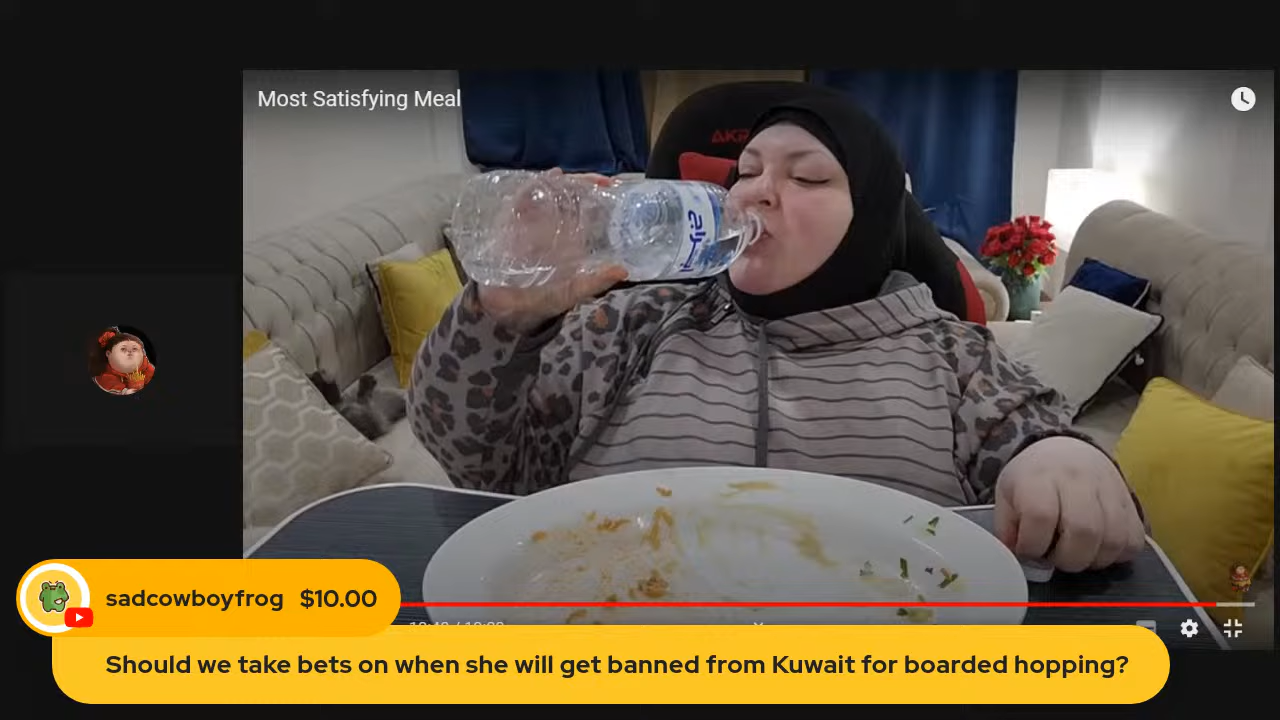 Most Satisfying Meal
sadcowboyfrog $10.00
Should we take bets on when she will get banned from Kuwait for boarded hopping?